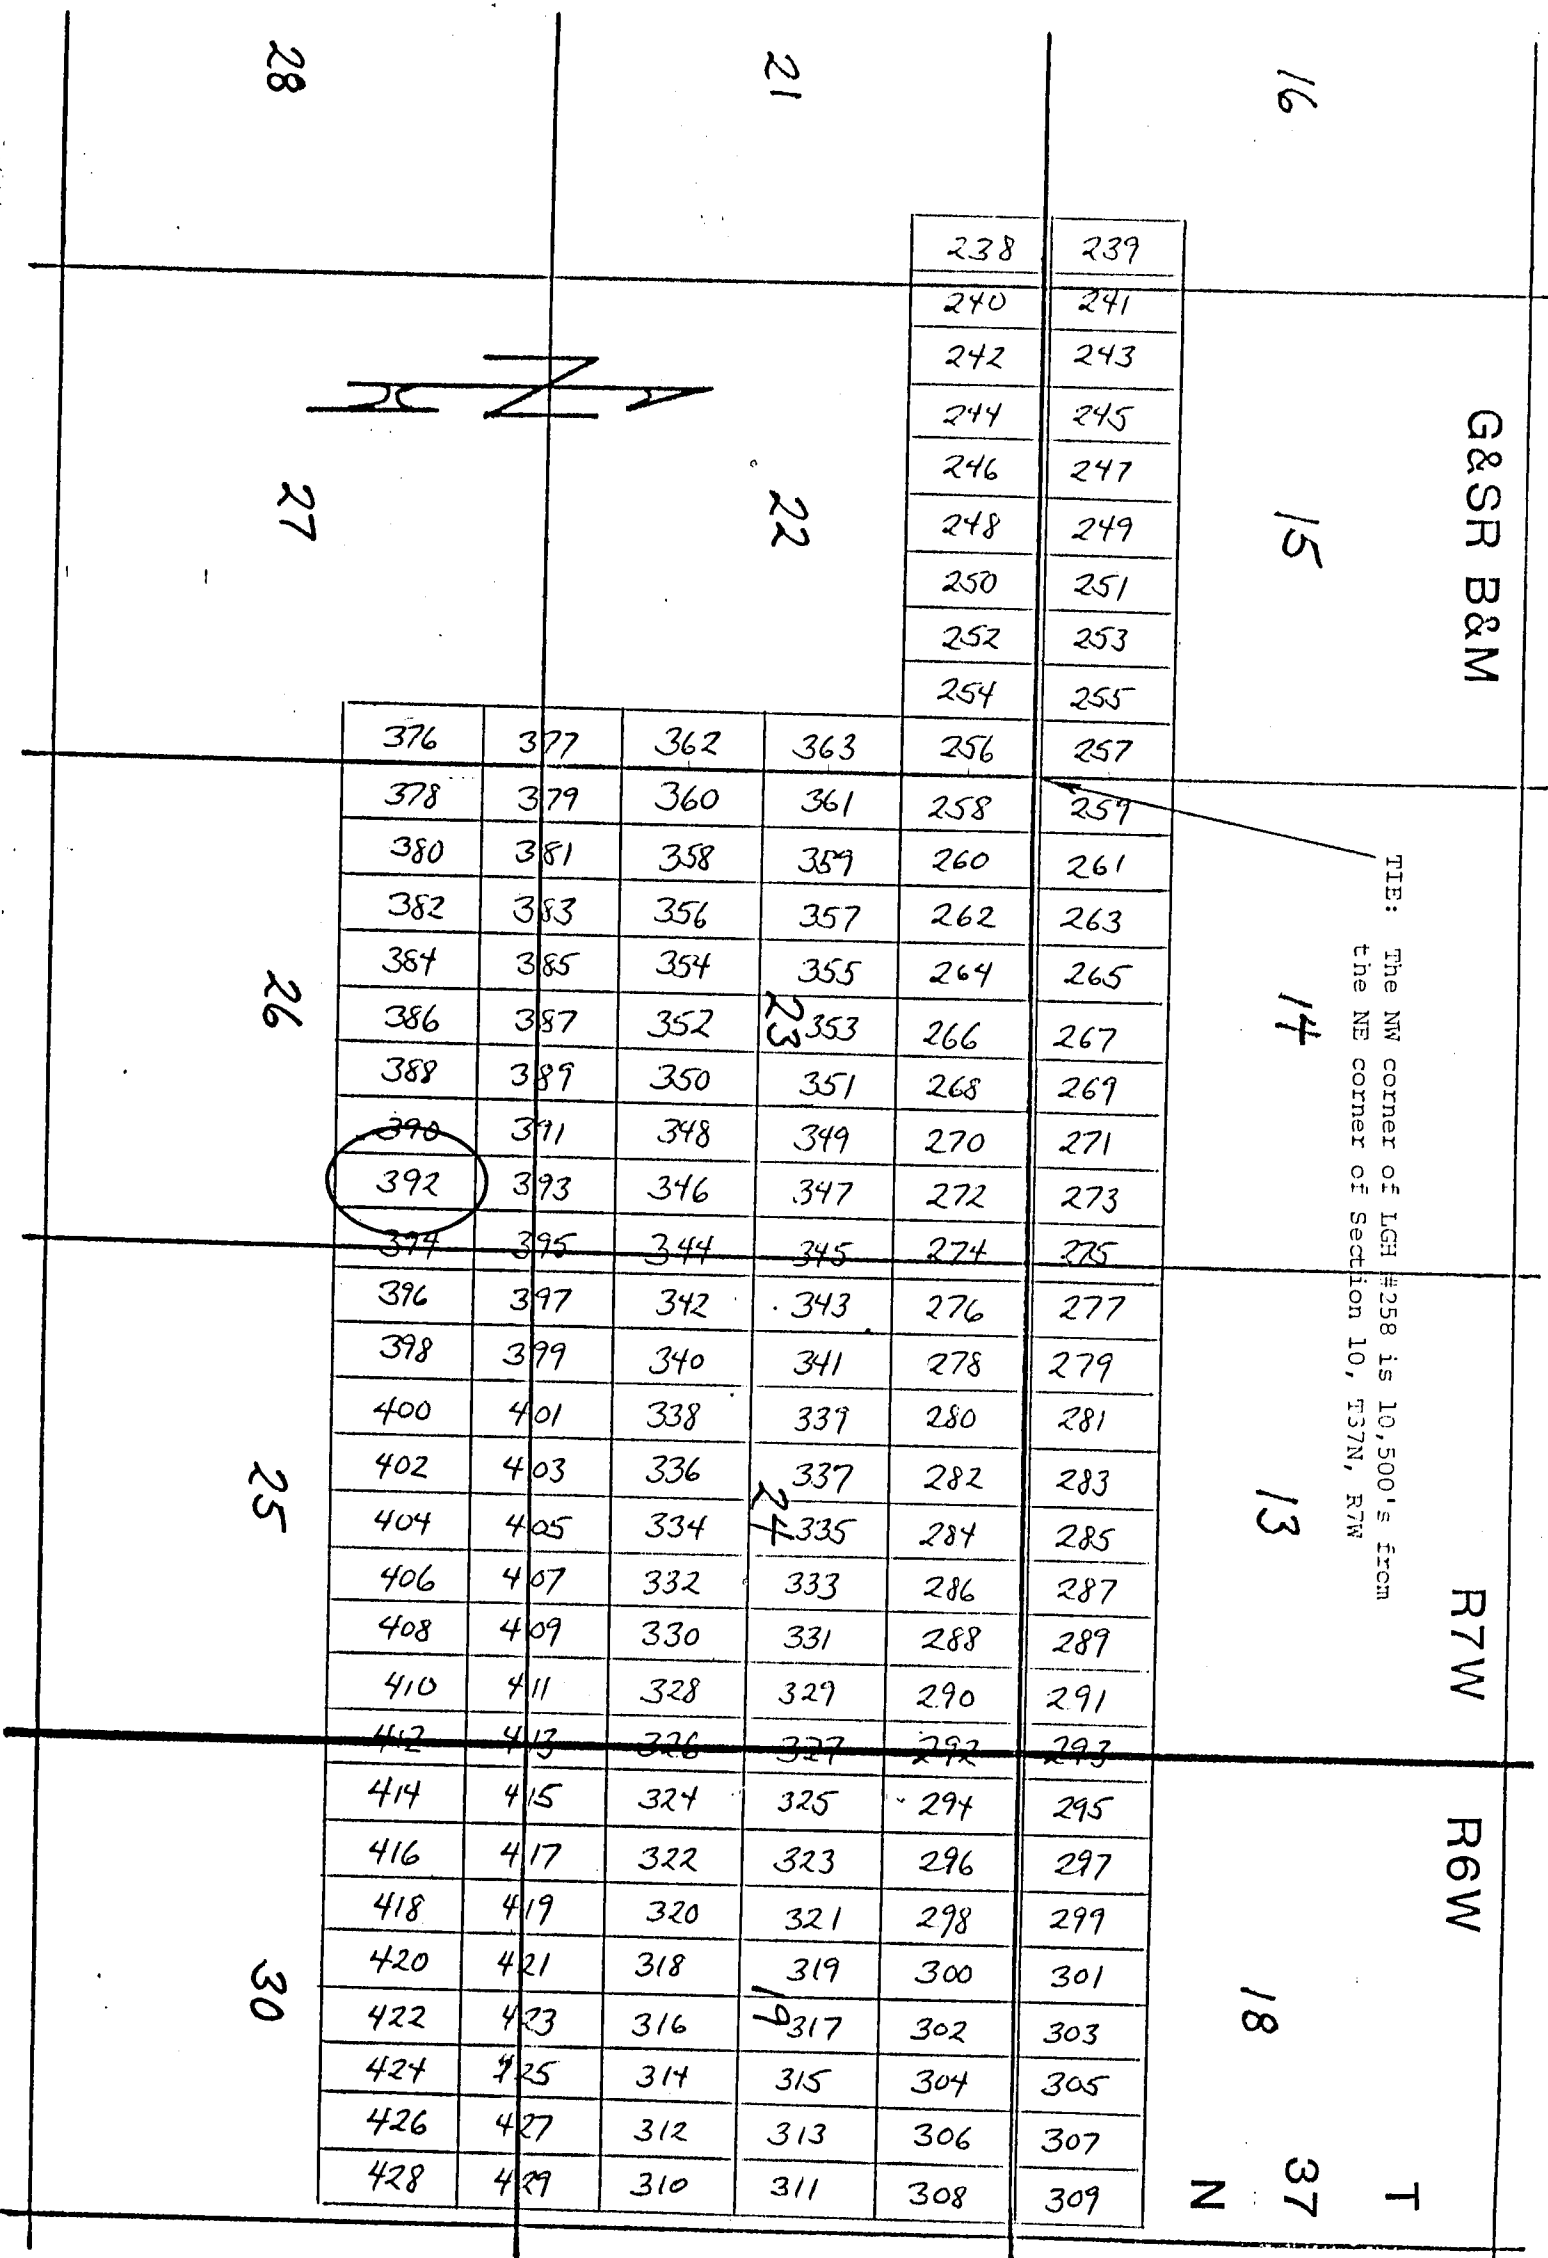 G&SR B&M
R7W
R6W
T
37
N
TIE: The NW corner of LGH #258 is 10,500's from
the NE corner of Section 10, T37N, R7W
16
15
14
13
18
21
22
23
24
19
28
27
26
25
30
238 239
240 241
242 243
244 245
246 247
248 249
250 251
252 253
254 255
376 377 362 363 256 257
378 379 360 361 258 259
380 381 358 359 260 261
382 383 356 357 262 263
384 385 354 355 264 265
386 387 352 353 266 267
388 389 350 351 268 269
390 391 348 349 270 271
392 393 346 347 272 273
394 395 344 345 274 275
396 397 342 343 276 277
398 399 340 341 278 279
400 401 338 339 280 281
402 403 336 337 282 283
404 405 334 335 284 285
406 407 332 333 286 287
408 409 330 331 288 289
410 411 328 329 290 291
412 413 326 327 292 293
414 415 324 325 294 295
416 417 322 323 296 297
418 419 320 321 298 299
420 421 318 319 300 301
422 423 316 317 302 303
424 425 314 315 304 305
426 427 312 313 306 307
428 429 310 311 308 309
N